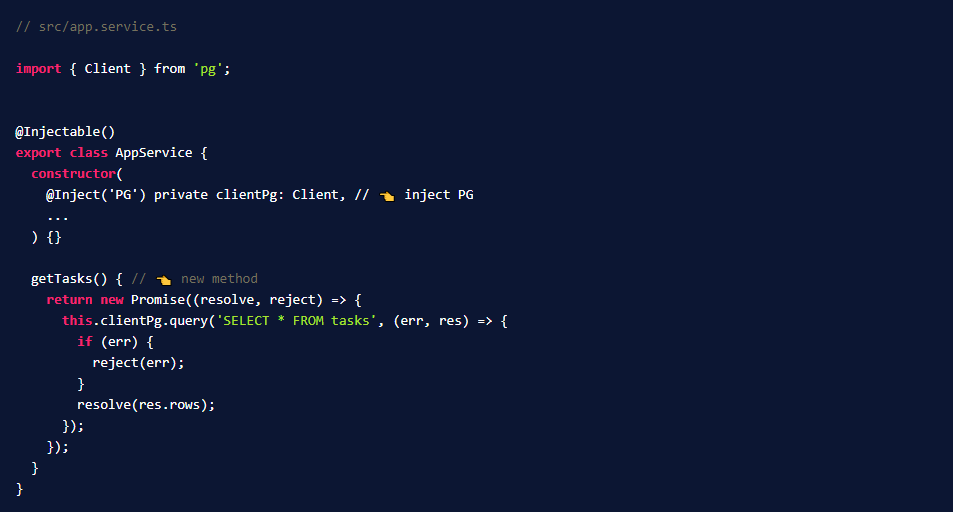 // src/app.service.ts
import { Client } from 'pg';
@Injectable()
export class AppService {
constructor(
@Inject('PG') private clientPg: Client, // 👈 inject PG
...
) {}
getTasks() { // 👈 new method
return new Promise((resolve, reject) => {
this.clientPg.query('SELECT * FROM tasks', (err, res) => {
if (err) {
reject(err);
}
resolve(res.rows);
});
});
}
}